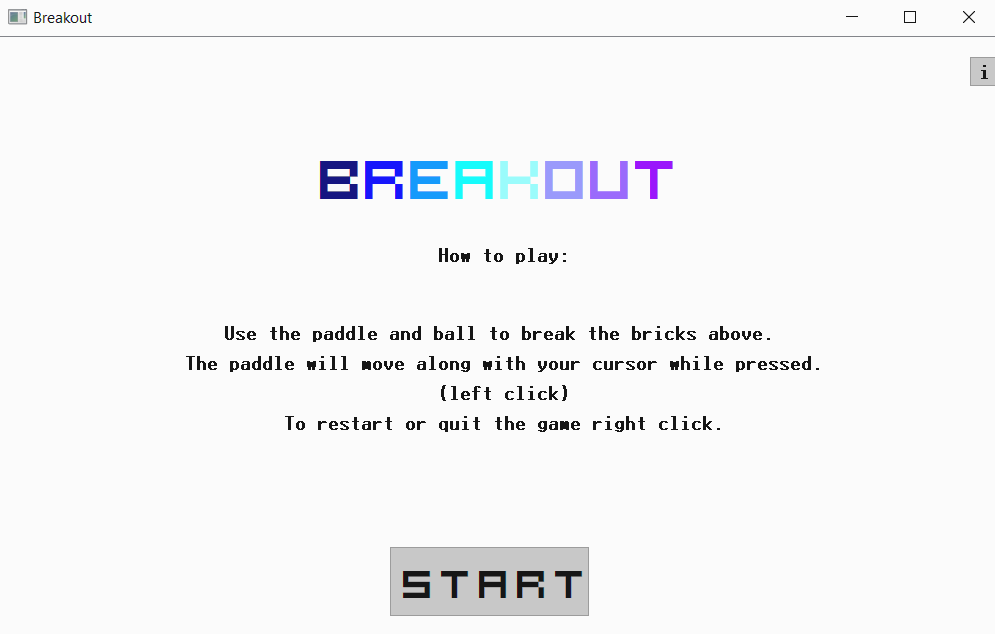 Breakout
i
BREAKOUT
How to play:
Use the paddle and ball to break the bricks above.
The paddle will move along with your cursor while pressed.
(left click)
To restart or quit the game right click.
START